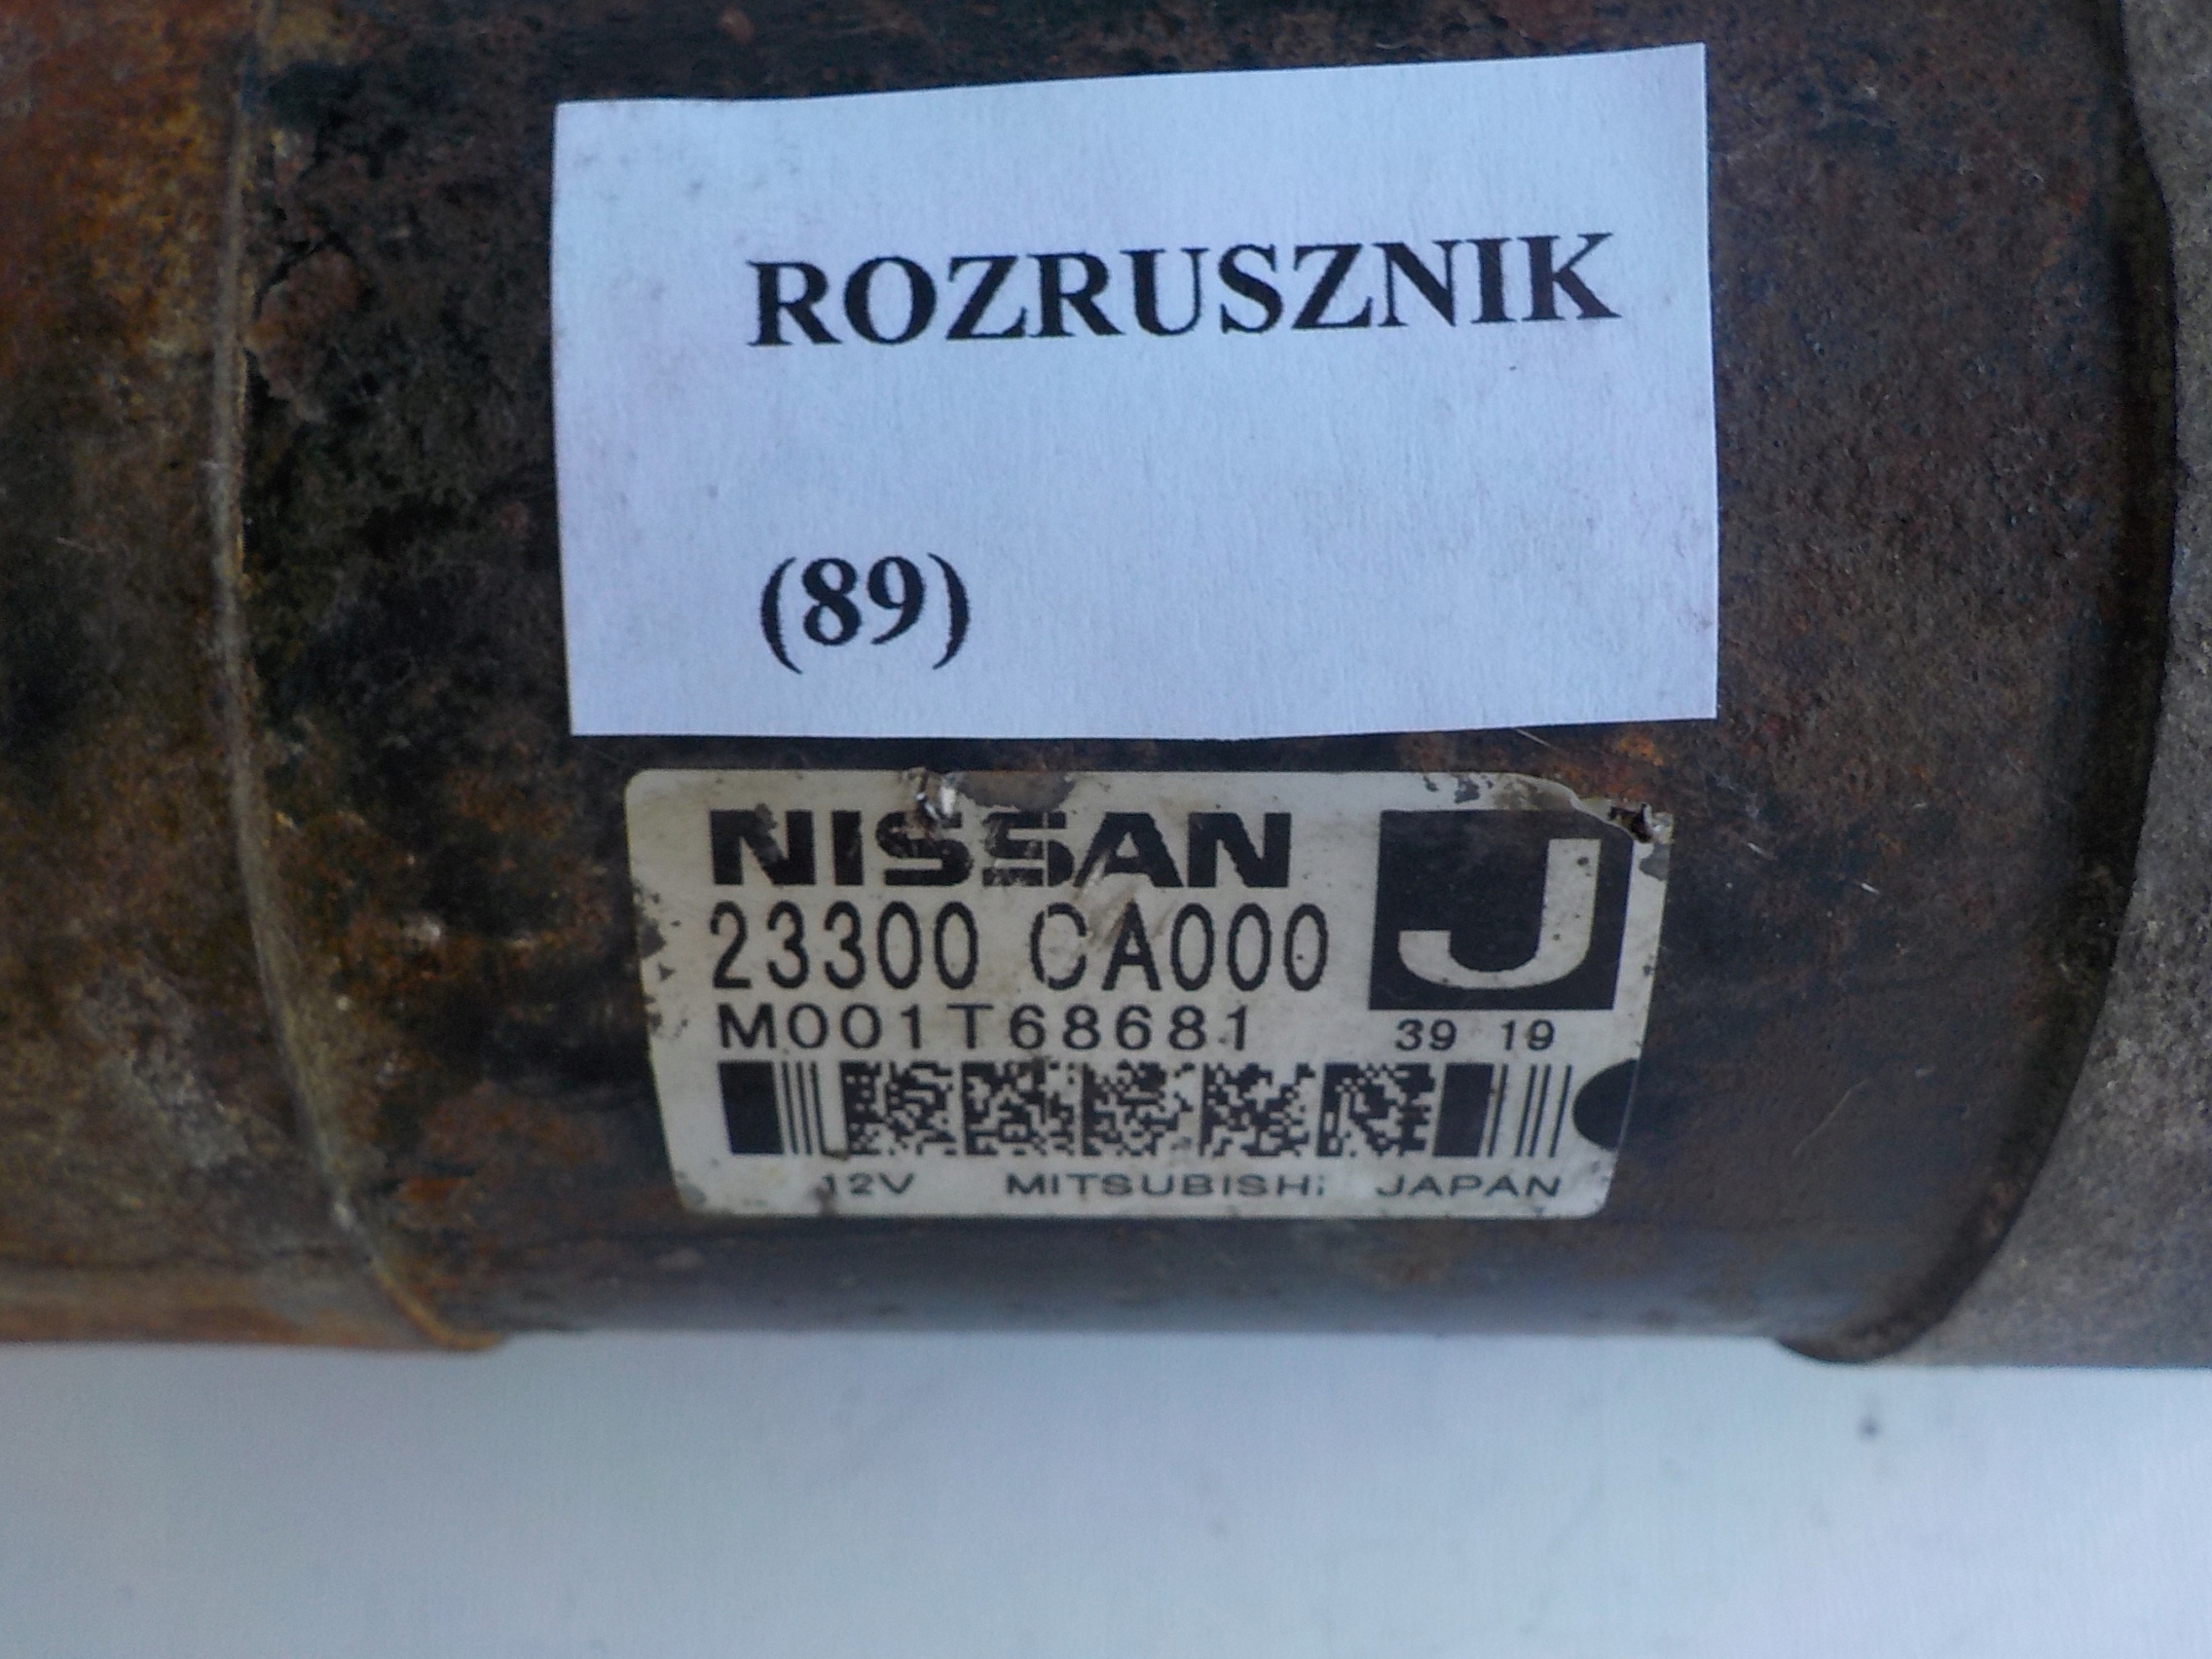 ROZRUSZNIK
(89)
NISSAN
J
23300 CA000
M001T68681 39 19
12V MITSUBISHI JAPAN